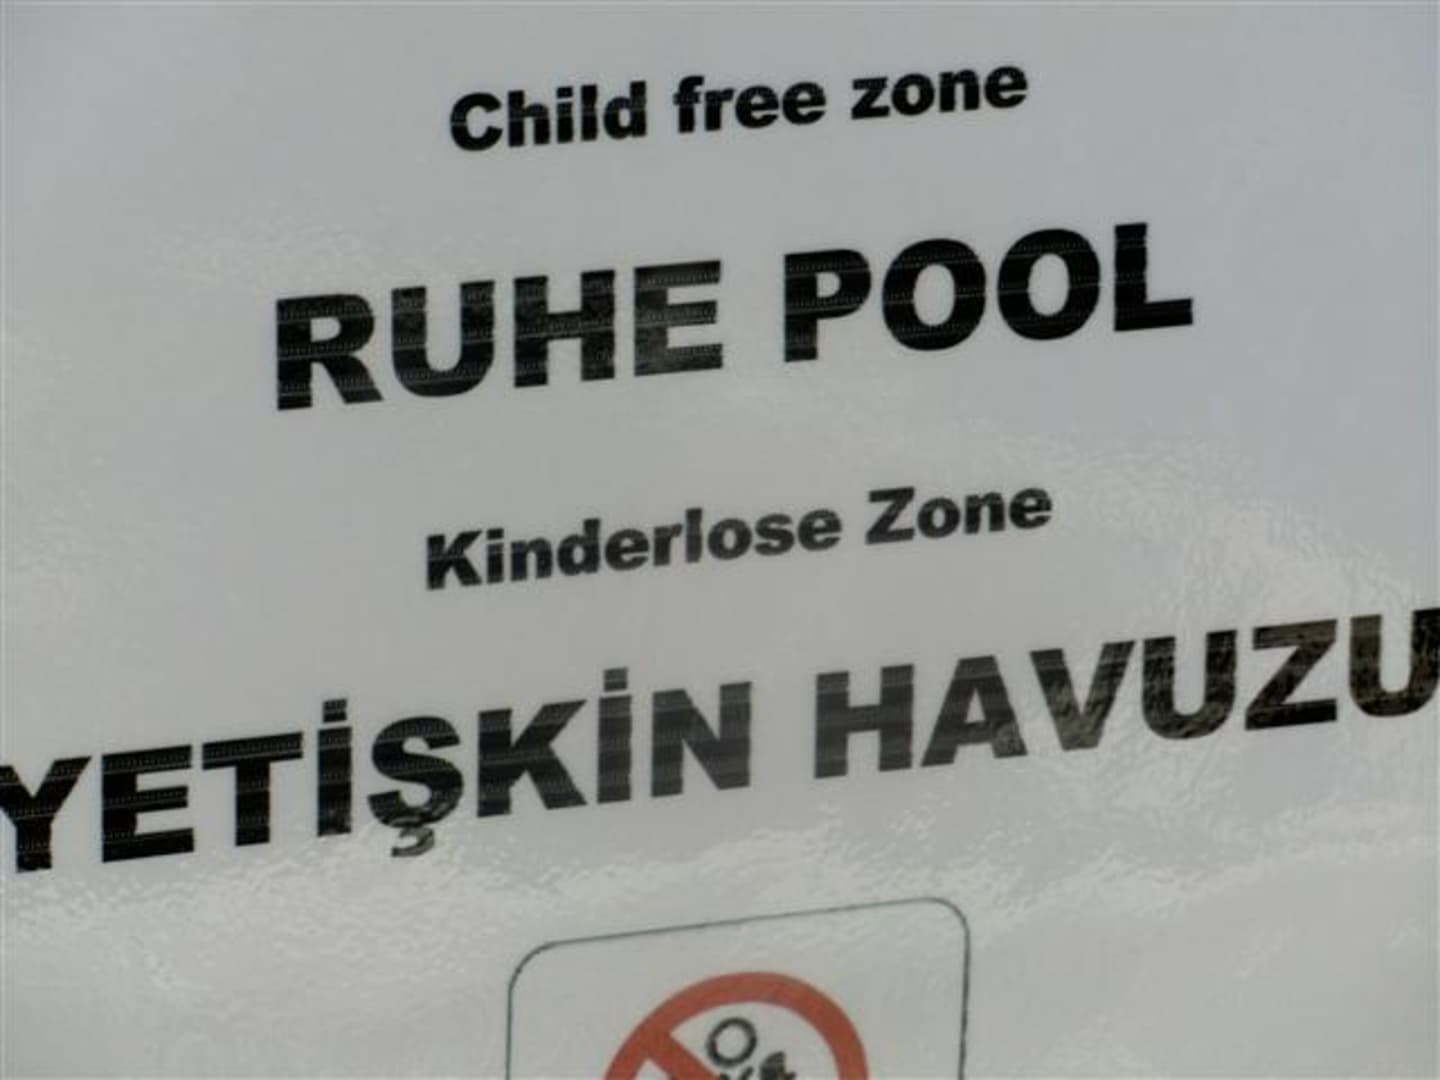 Child free zone
RUHE POOL
Kinderlose Zone
YETİŞKİN HAVUZU